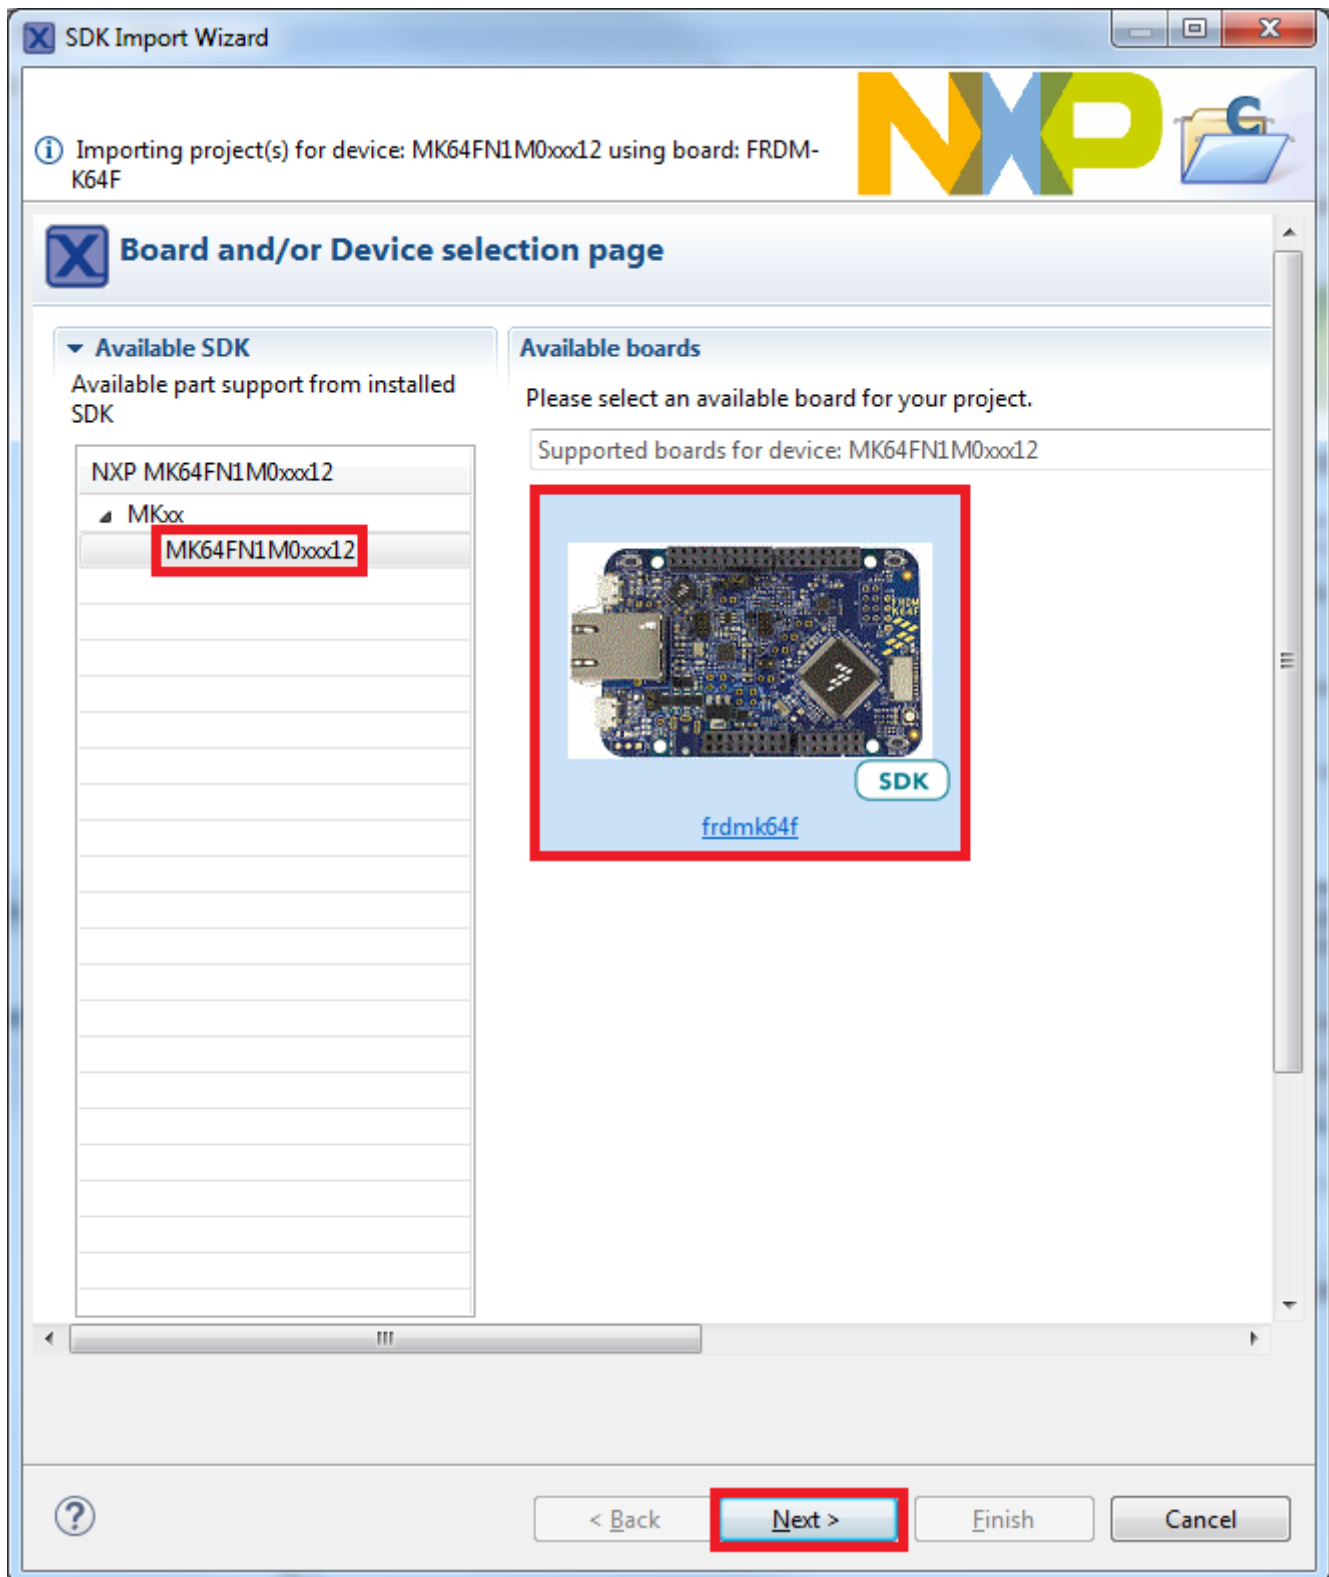 SDK Import Wizard
NXP
C
Importing project(s) for device: MK64FN1M0xxx12 using board: FRDM-
K64F
Board and/or Device selection page
Available SDK
Available part support from installed
SDK
NXP MK64FN1M0xxx12
MKxx
MK64FN1M0xxx12
Available boards
Please select an available board for your project.
Supported boards for device: MK64FN1M0xxx12
FRDM
K64F
SDK
frdmk64f
< Back
Next >
Finish
Cancel